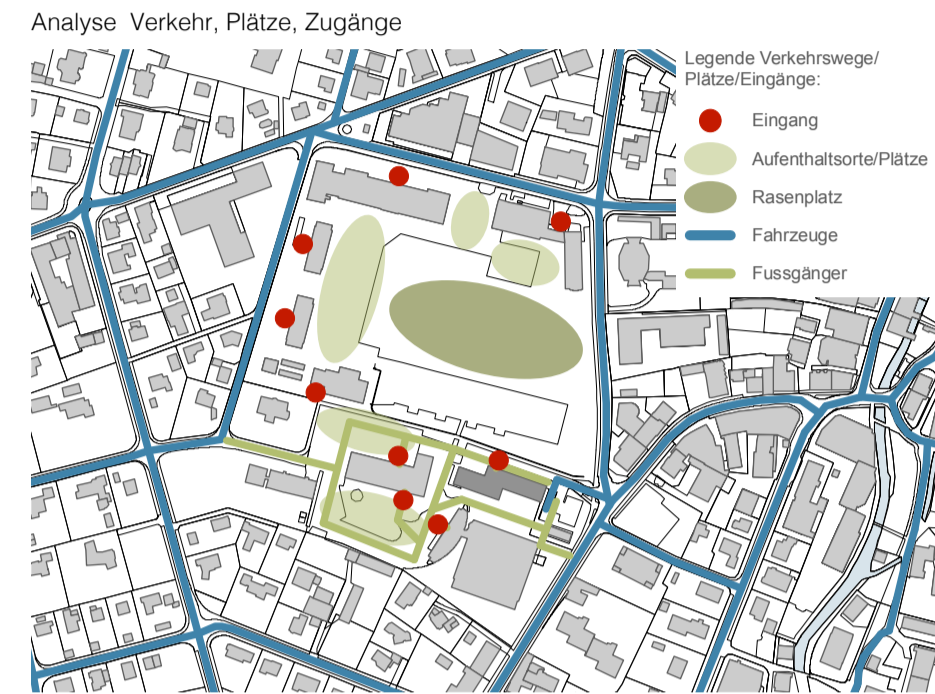 Analyse Verkehr, Plätze, Zugänge
Legende Verkehrswege/
Plätze/Eingänge:
Eingang
Aufenthaltsorte/Plätze
Rasenplatz
Fahrzeuge
Fussgänger